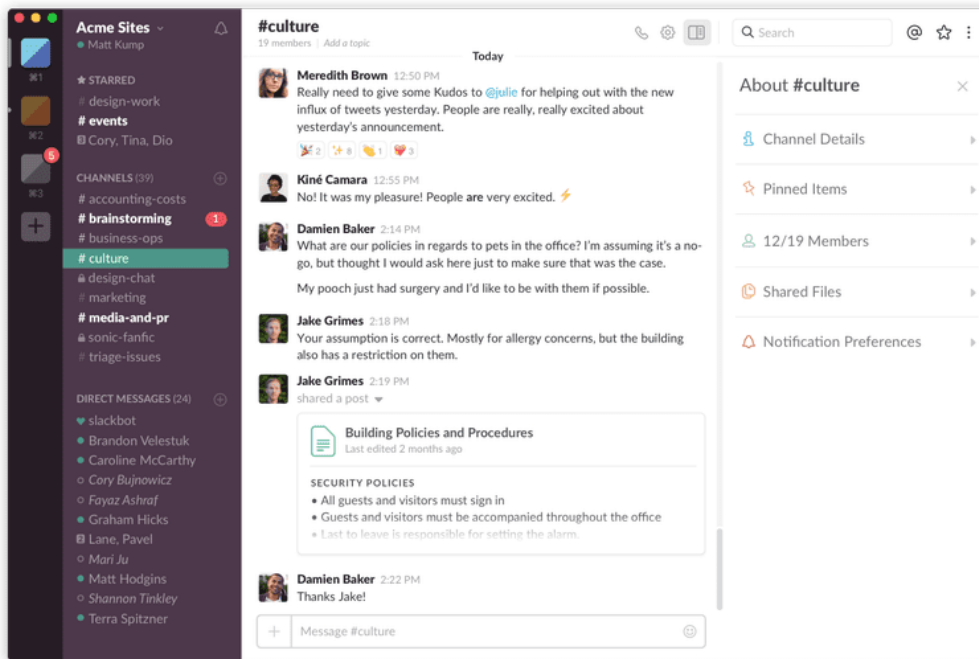 ⌘1
⌘2
5
⌘3
Acme Sites
Matt Kump
STARRED
# design-work
# events
3 Cory, Tina, Dio
CHANNELS (39)
# accounting-costs
# brainstorming 1
# business-ops
# culture
design-chat
# marketing
# media-and-pr
sonic-fanfic
# triage-issues
DIRECT MESSAGES (24)
slackbot
Brandon Velestuk
Caroline McCarthy
Cory Bujnowicz
Fayaz Ashraf
Graham Hicks
2 Lane, Pavel
Mari Ju
Matt Hodgins
Shannon Tinkley
Terra Spitzner
#culture
19 members | Add a topic
Search
@
Today
Meredith Brown 12:50 PM
Really need to give some Kudos to @julie for helping out with the new
influx of tweets yesterday. People are really, really excited about
yesterday's announcement.
2 8 1 3
Kiné Camara 12:55 PM
No! It was my pleasure! People are very excited.
Damien Baker 2:14 PM
What are our policies in regards to pets in the office? I'm assuming it's a no-
go, but thought I would ask here just to make sure that was the case.
My pooch just had surgery and I'd like to be with them if possible.
Jake Grimes 2:18 PM
Your assumption is correct. Mostly for allergy concerns, but the building
also has a restriction on them.
Jake Grimes 2:19 PM
shared a post
Building Policies and Procedures
Last edited 2 months ago
SECURITY POLICIES
• All guests and visitors must sign in
• Guests and visitors must be accompanied throughout the office
• Last to leave is responsible for setting the alarm.
Damien Baker 2:22 PM
Thanks Jake!
Message #culture
About #culture
Channel Details
Pinned Items
12/19 Members
Shared Files
Notification Preferences